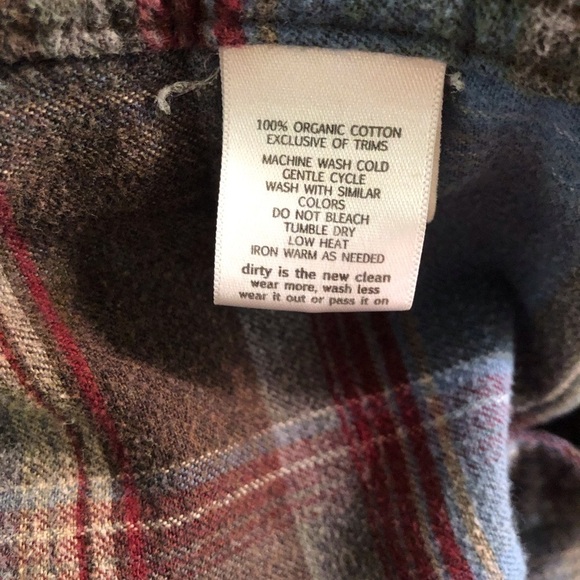 100% ORGANIC COTTON
EXCLUSIVE OF TRIMS
MACHINE WASH COLD
GENTLE CYCLE
WASH WITH SIMILAR
COLORS
DO NOT BLEACH
TUMBLE DRY
LOW HEAT
IRON WARM AS NEEDED
dirty is the new clean
wear more, wash less
wear it out or pass it on